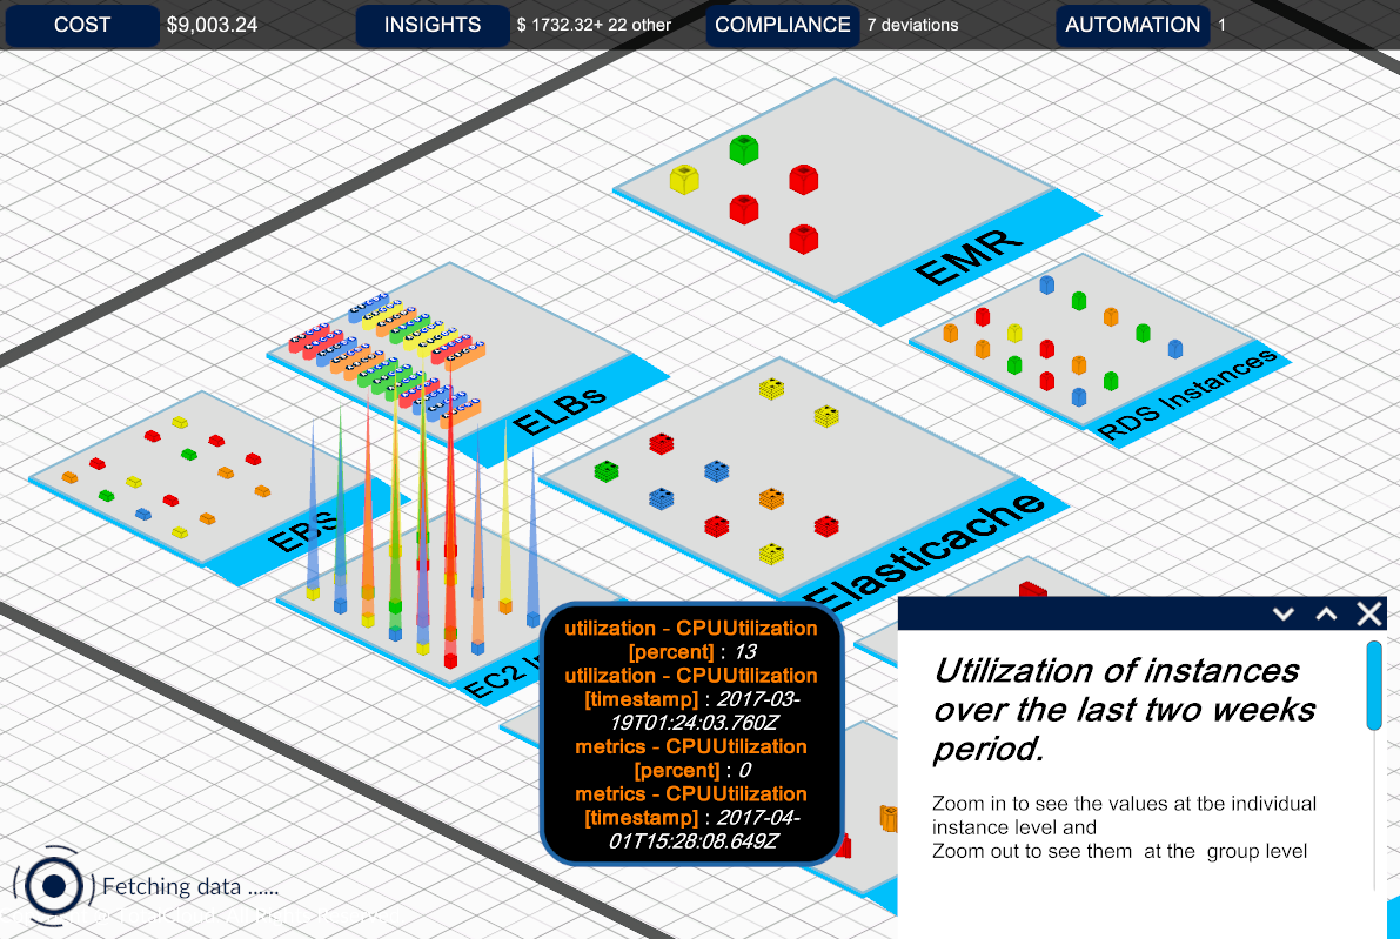 COST $9,003.24 INSIGHTS $ 1732.32+ 22 other COMPLIANCE 7 deviations AUTOMATION 1
EMR
RDS Instances
ELBs
Elasticache
EBS
EC2
utilization - CPUUtilization
[percent] : 13
utilization - CPUUtilization
[timestamp] : 2017-03-
19T01:24:03.760Z
metrics - CPUUtilization
[percent] : 0
metrics - CPUUtilization
[timestamp] : 2017-04-
01T15:28:08.649Z
Utilization of instances
over the last two weeks
period.
Zoom in to see the values at tbe individual
instance level and
Zoom out to see them at the group level
Fetching data ......